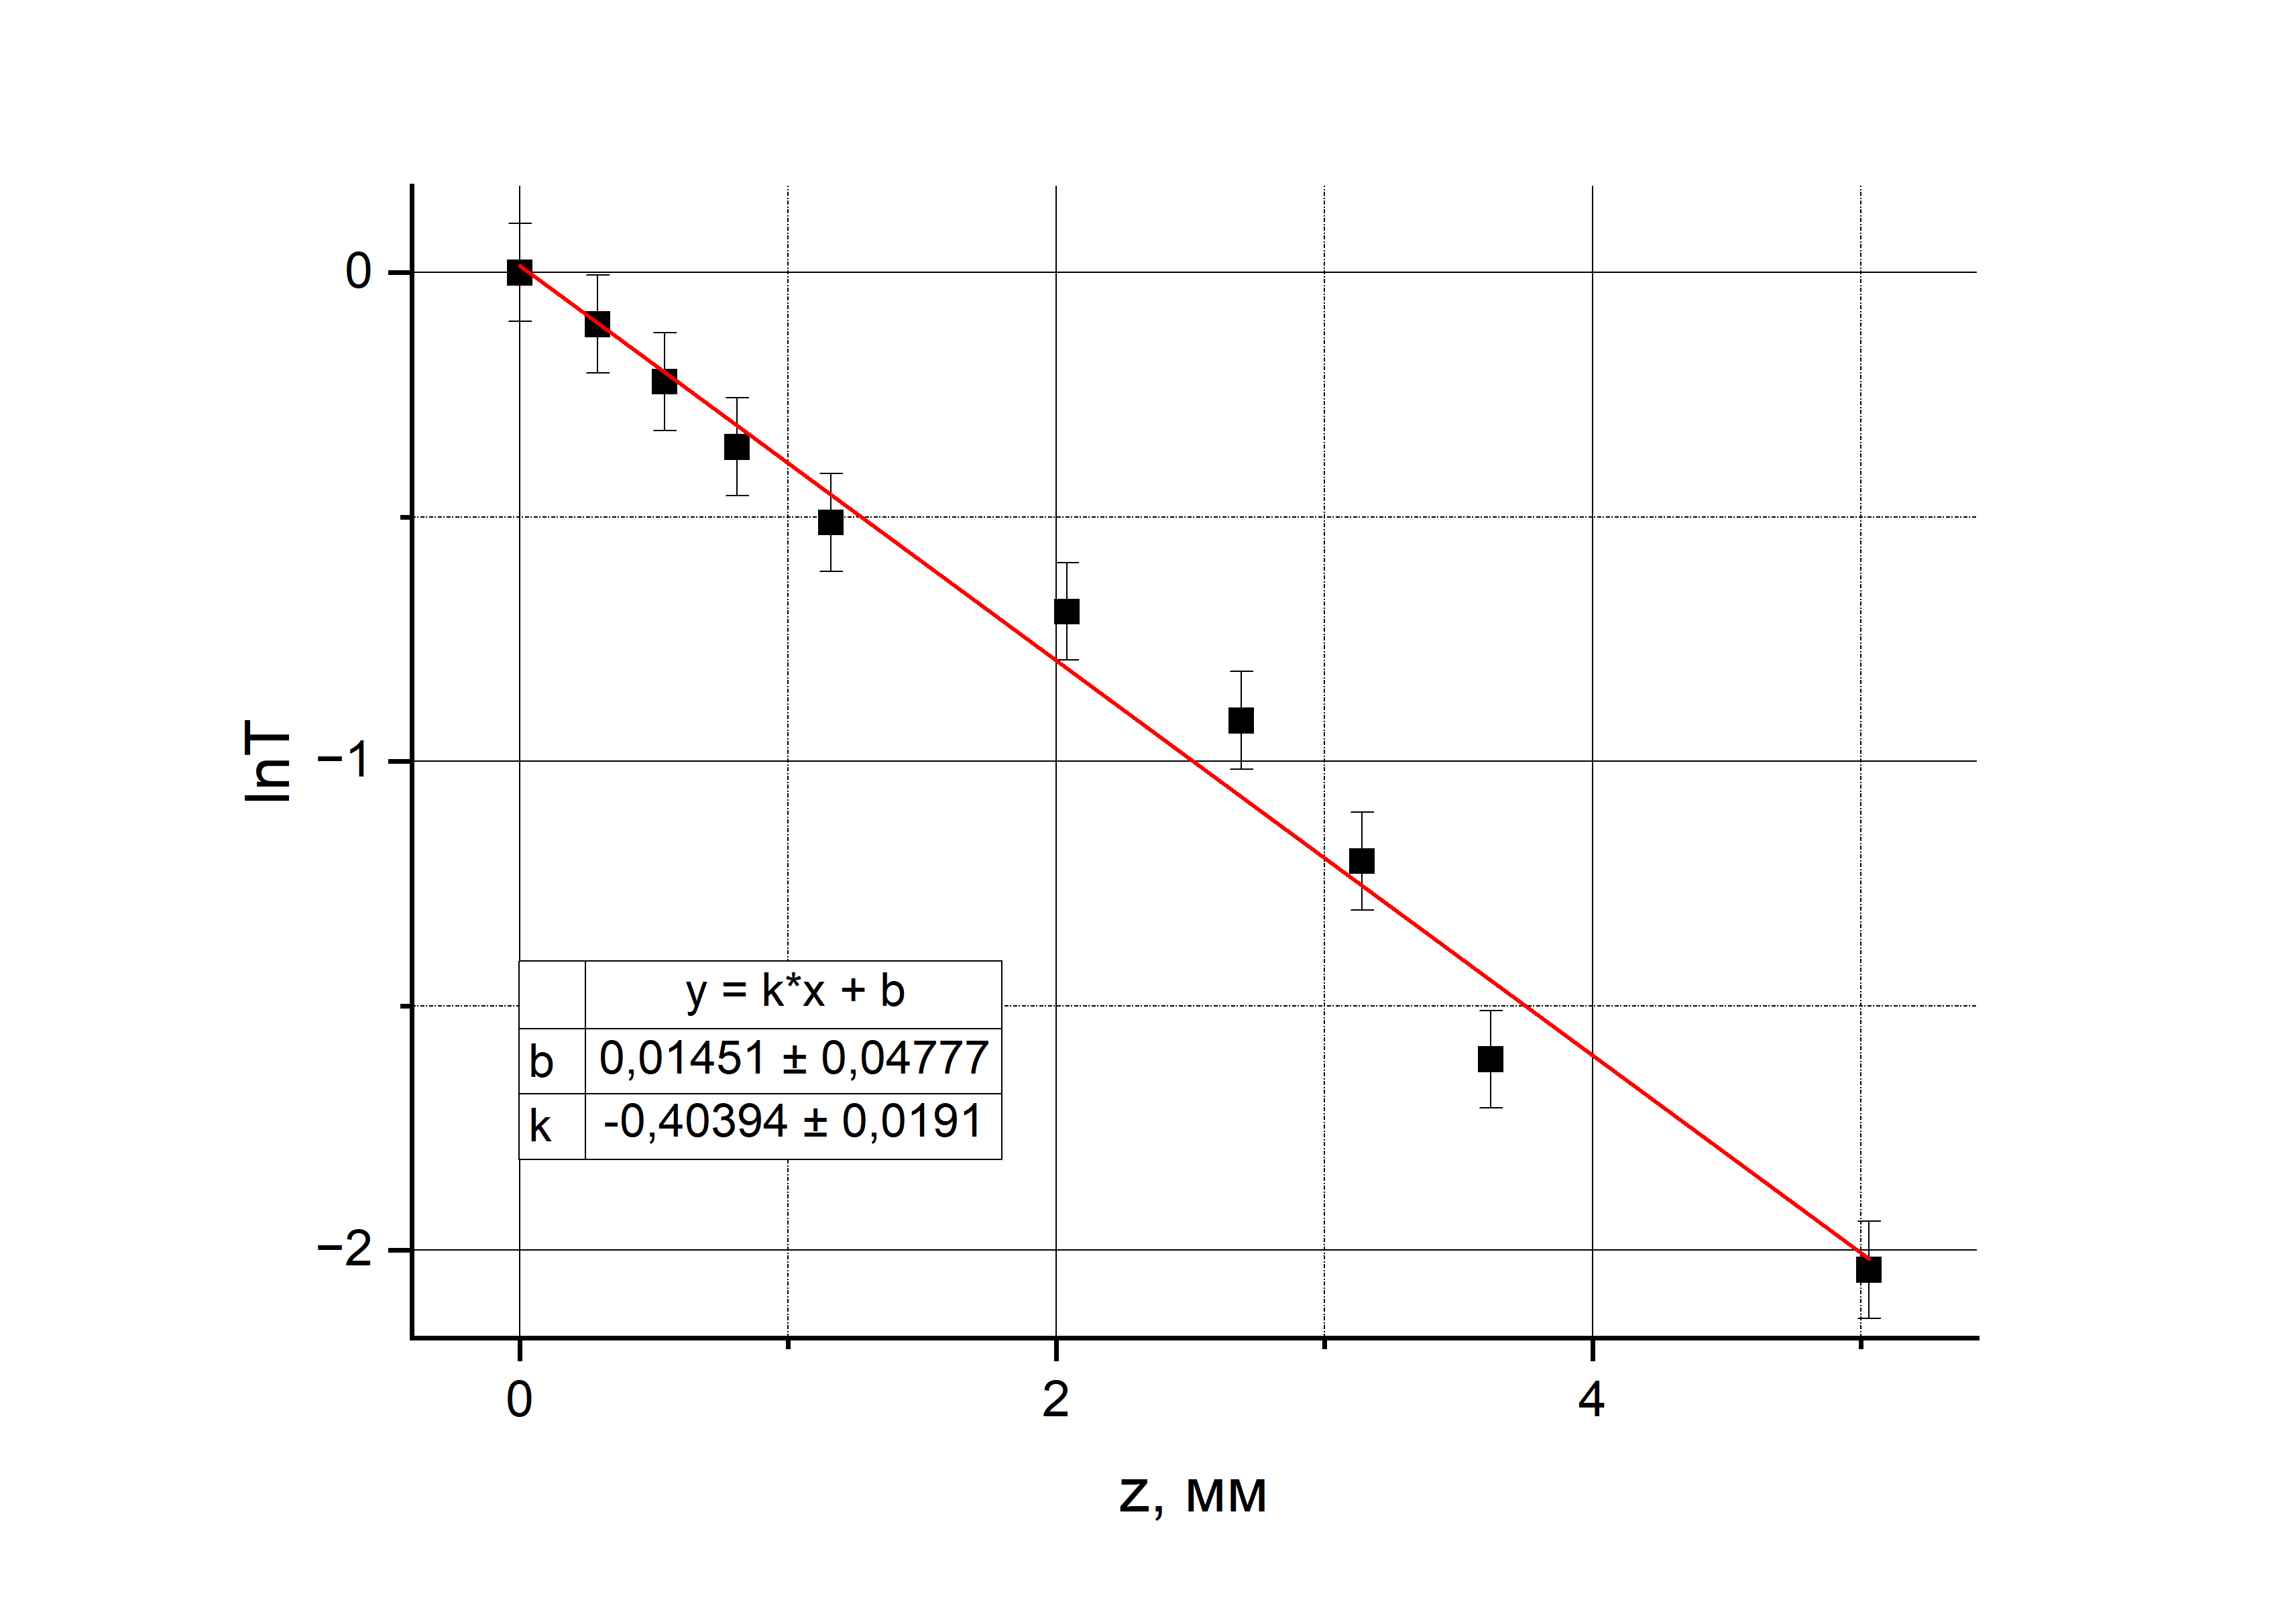 0
−1
−2
lnT
y = k*x + b
b 0,01451 ± 0,04777
k -0,40394 ± 0,0191
0 2 4
z, мм